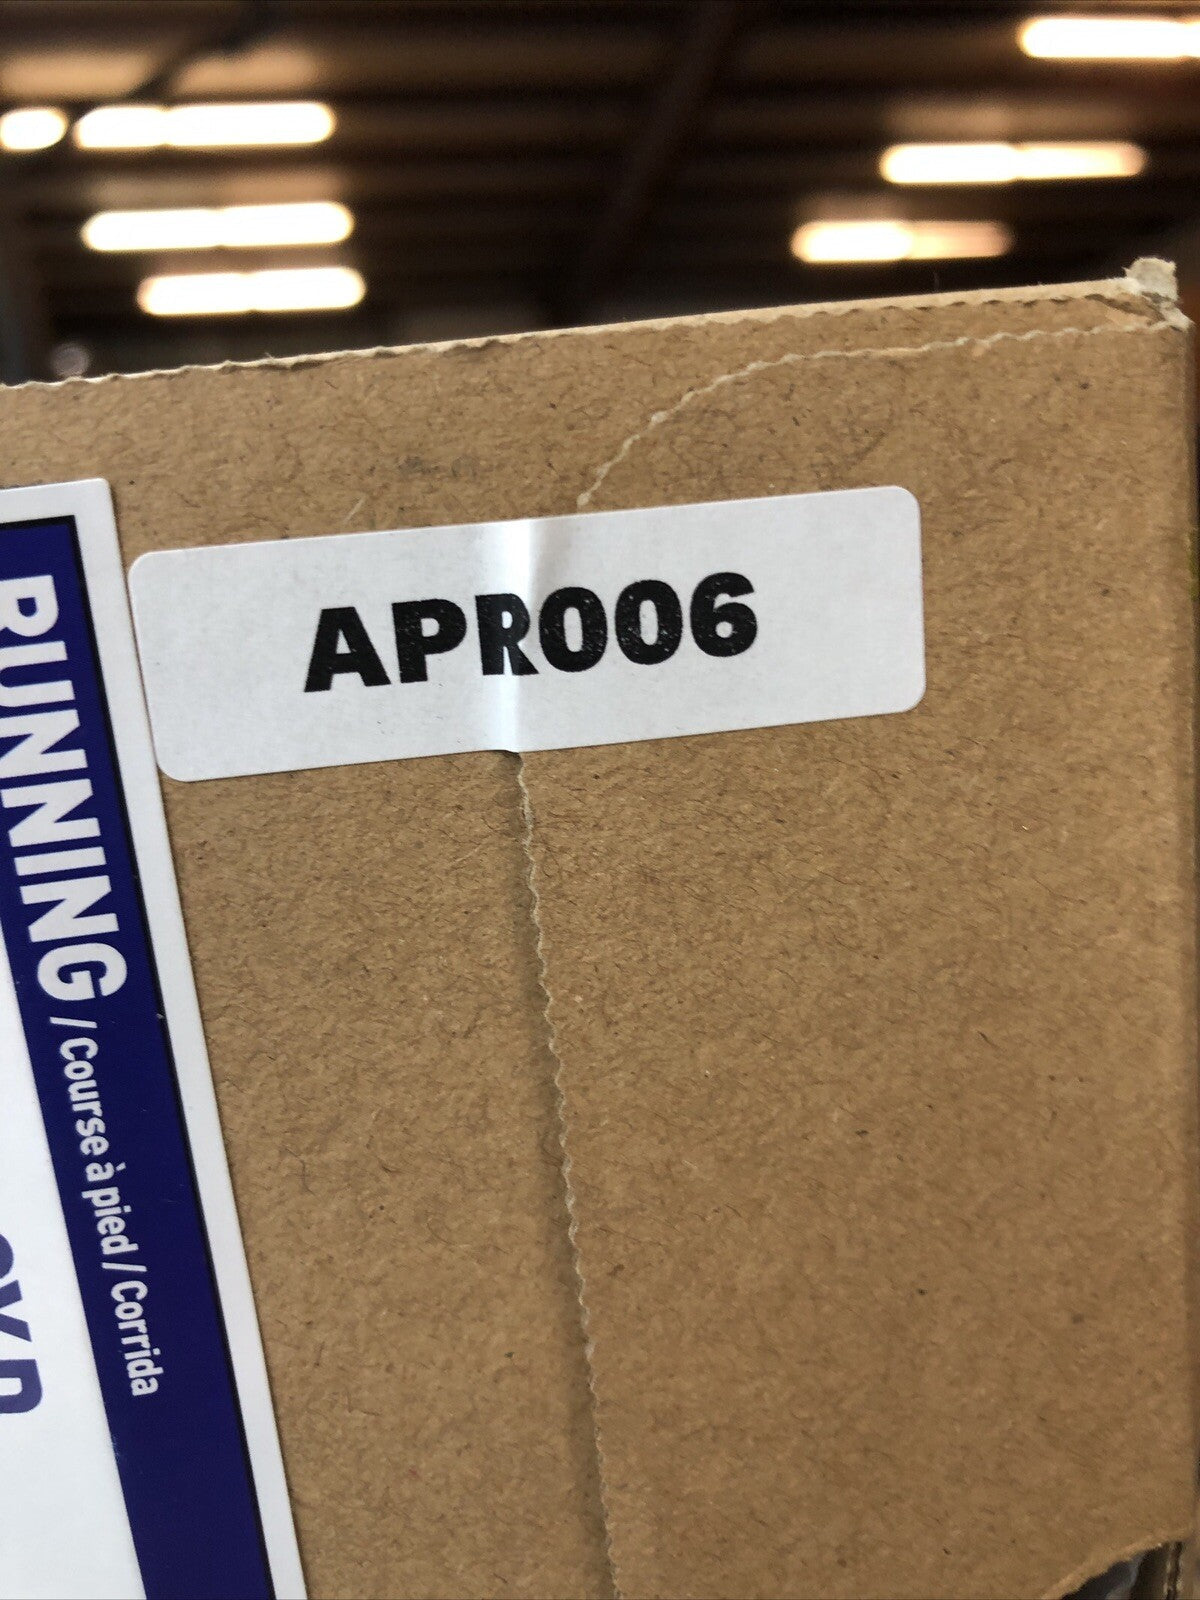 APR006
RUNNING / Course à pied / Corrida